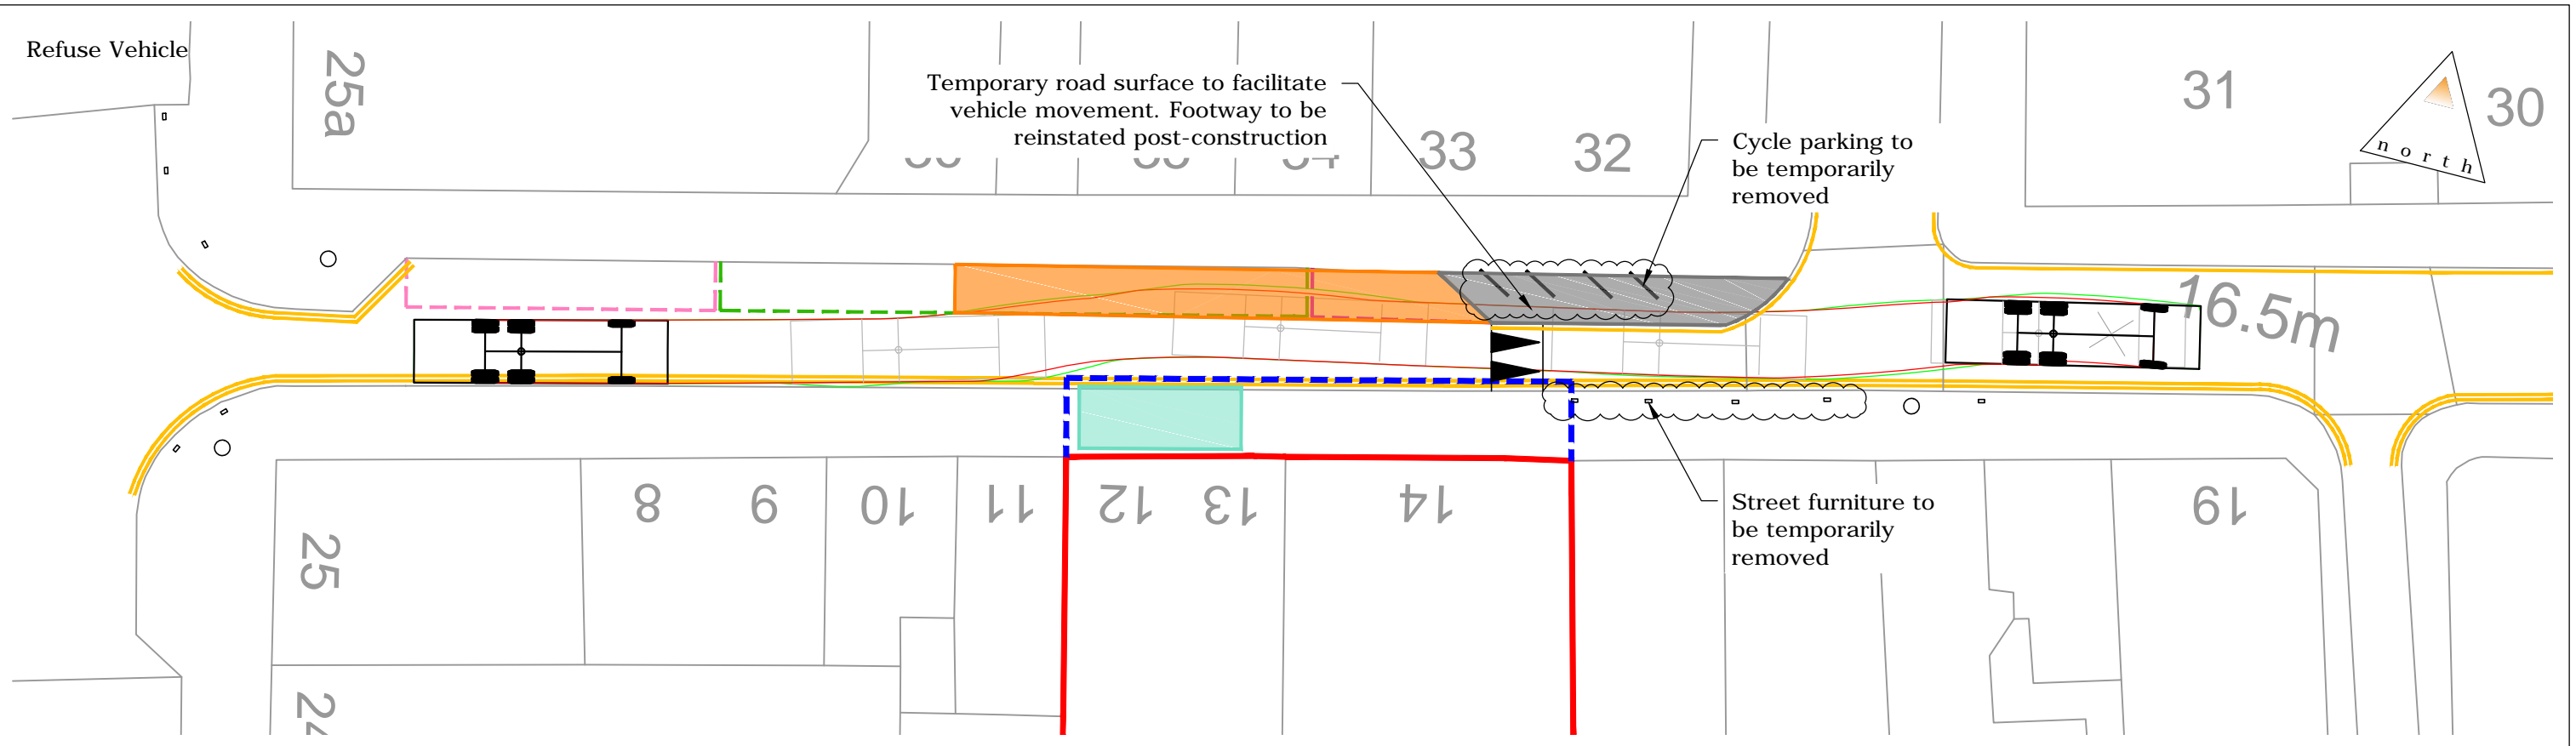 Refuse Vehicle
25a
Temporary road surface to facilitate
vehicle movement. Footway to be
reinstated post-construction
33
32
Cycle parking to
be temporarily
removed
31
30
north
16.5m
8
9
10
11
12
13
14
19
Street furniture to
be temporarily
removed
25
24